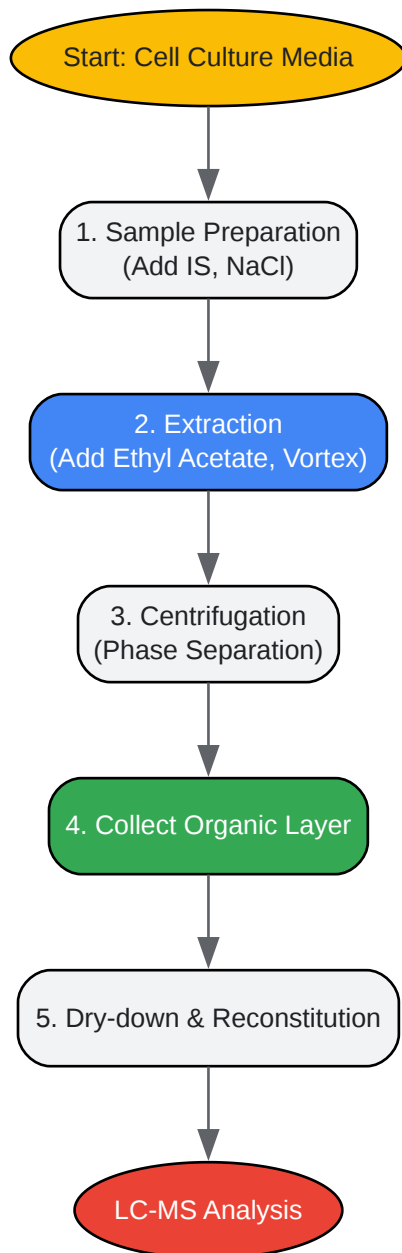 Start: Cell Culture Media
1. Sample Preparation
(Add IS, NaCl)
2. Extraction
(Add Ethyl Acetate, Vortex)
3. Centrifugation
(Phase Separation)
4. Collect Organic Layer
5. Dry-down & Reconstitution
LC-MS Analysis